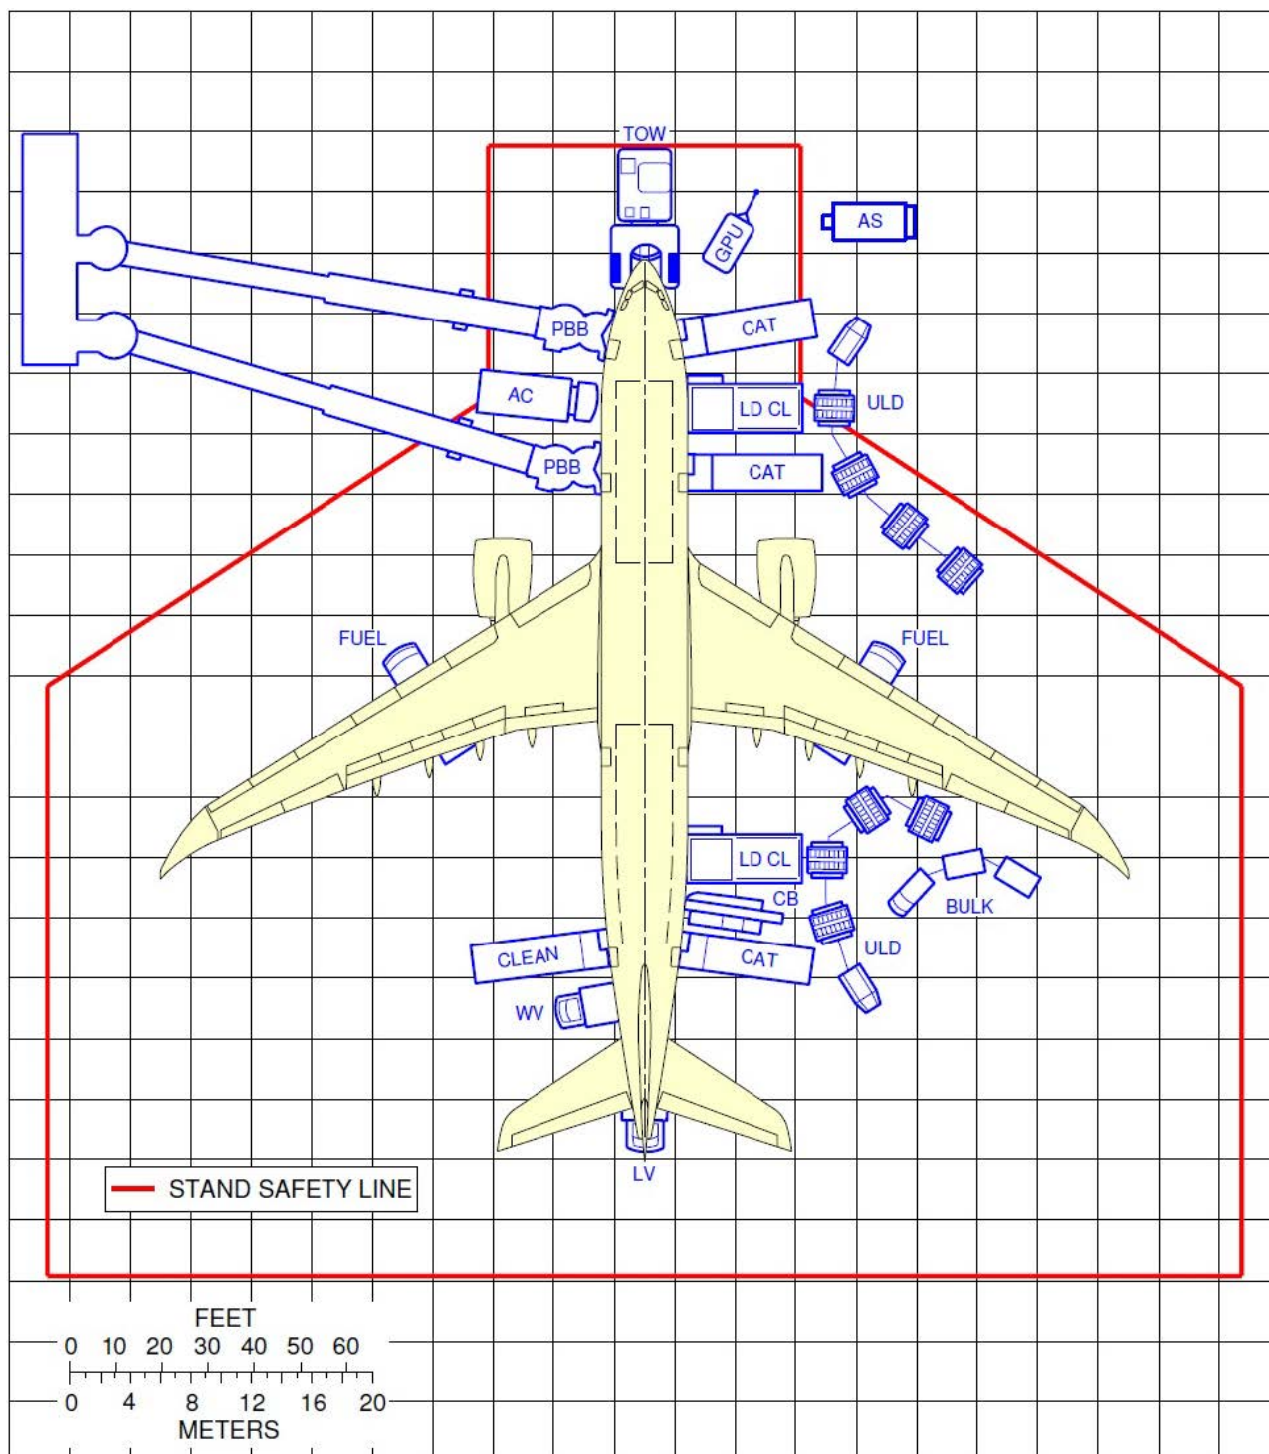 TOW
AS
GPU
PBB
CAT
AC
LD CL
ULD
PBB
CAT
FUEL
FUEL
LD CL
CB
BULK
CLEAN
CAT
ULD
WV
LV
STAND SAFETY LINE
FEET
0 10 20 30 40 50 60
0 4 8 12 16 20
METERS